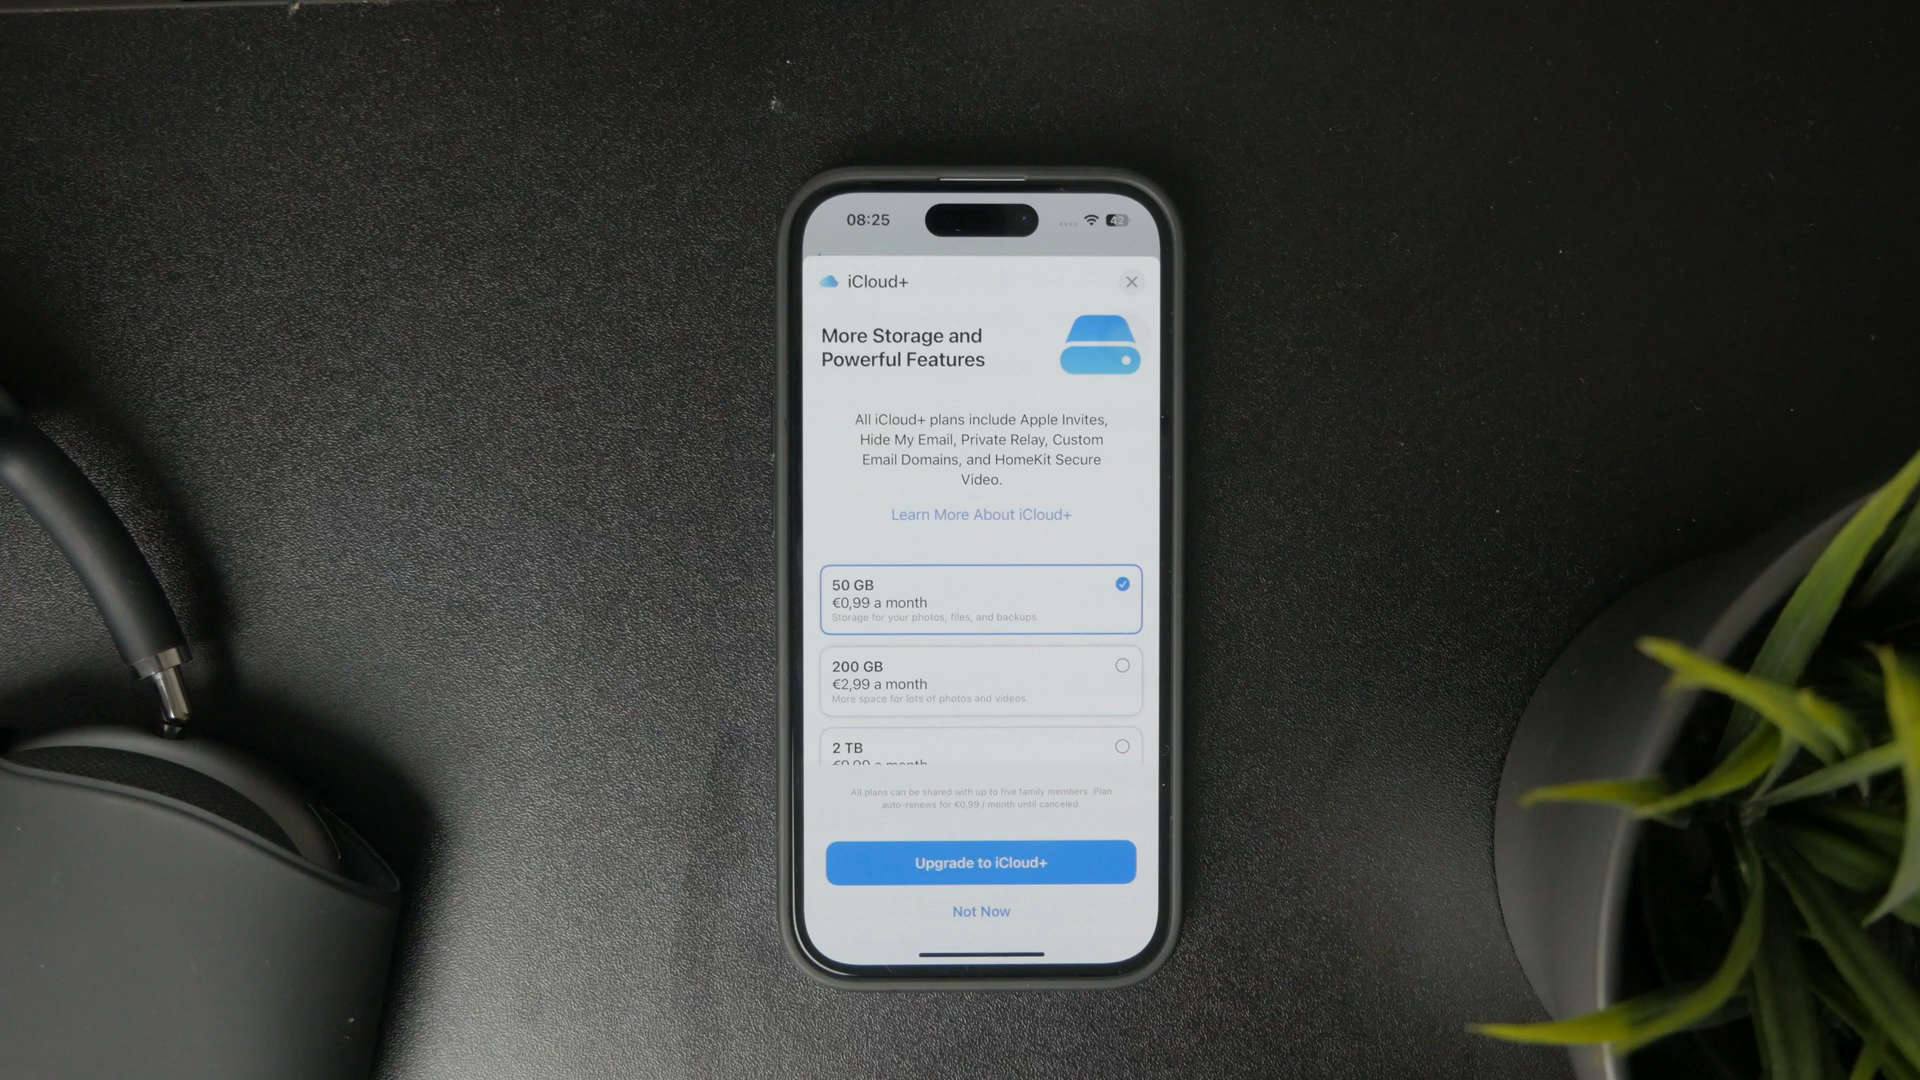 08:25
42
iCloud+
More Storage and
Powerful Features
All iCloud+ plans include Apple Invites,
Hide My Email, Private Relay, Custom
Email Domains, and HomeKit Secure
Video.
Learn More About iCloud+
50 GB
€0,99 a month
Storage for your photos, files, and backups
200 GB
€2,99 a month
More space for lots of photos and videos
2 TB
a month
All plans can be shared with up to five family members. Plan
auto-renews for €0,99 / month until canceled.
Upgrade to iCloud+
Not Now